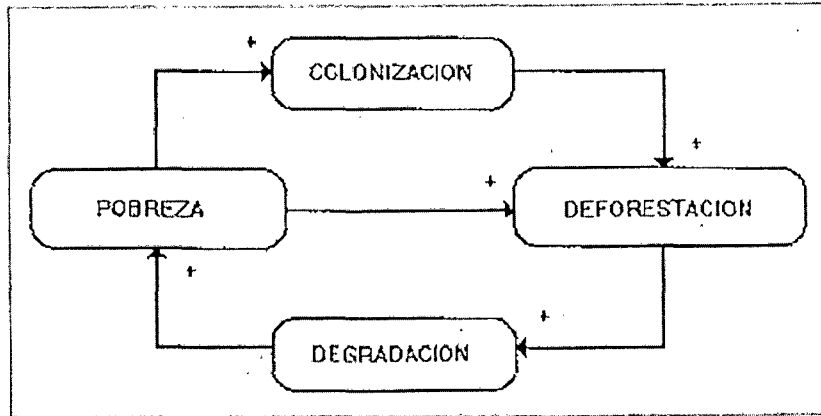 +
COLONIZACION
+
POBREZA
+
DEFORESTACION
+
+
DEGRADACION